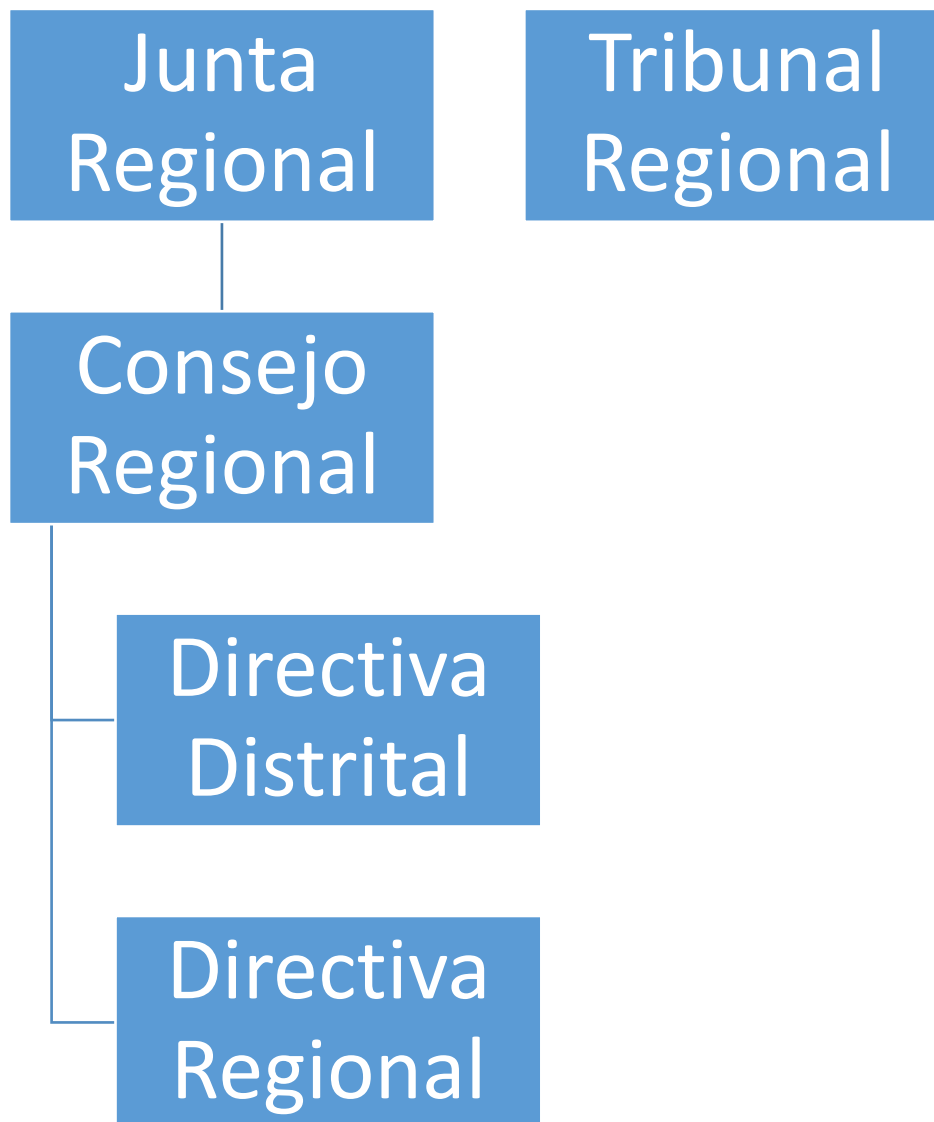 Junta
Regional
Tribunal
Regional
Consejo
Regional
Directiva
Distrital
Directiva
Regional